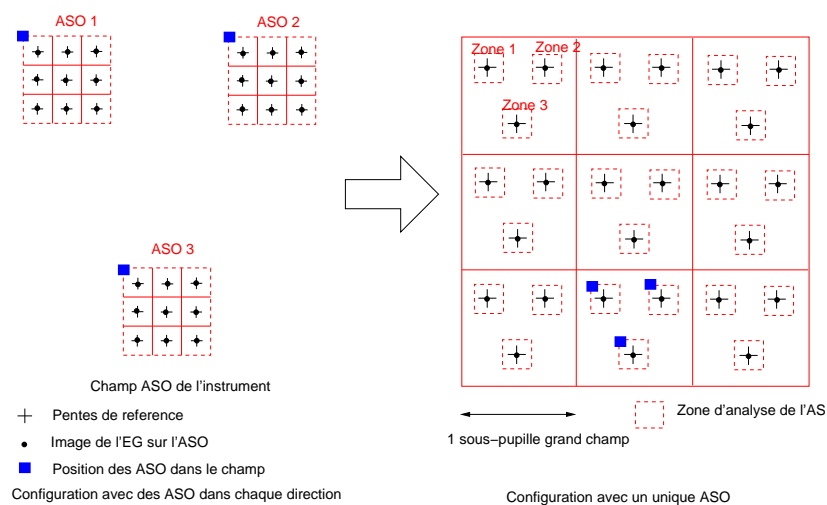 ASO 1
ASO 2
Zone 1
Zone 2
Zone 3
ASO 3
Champ ASO de l'instrument
Pentes de reference
Image de l'EG sur l'ASO
Position des ASO dans le champ
Configuration avec des ASO dans chaque direction
Zone d'analyse de l'AS
1 sous−pupille grand champ
Configuration avec un unique ASO